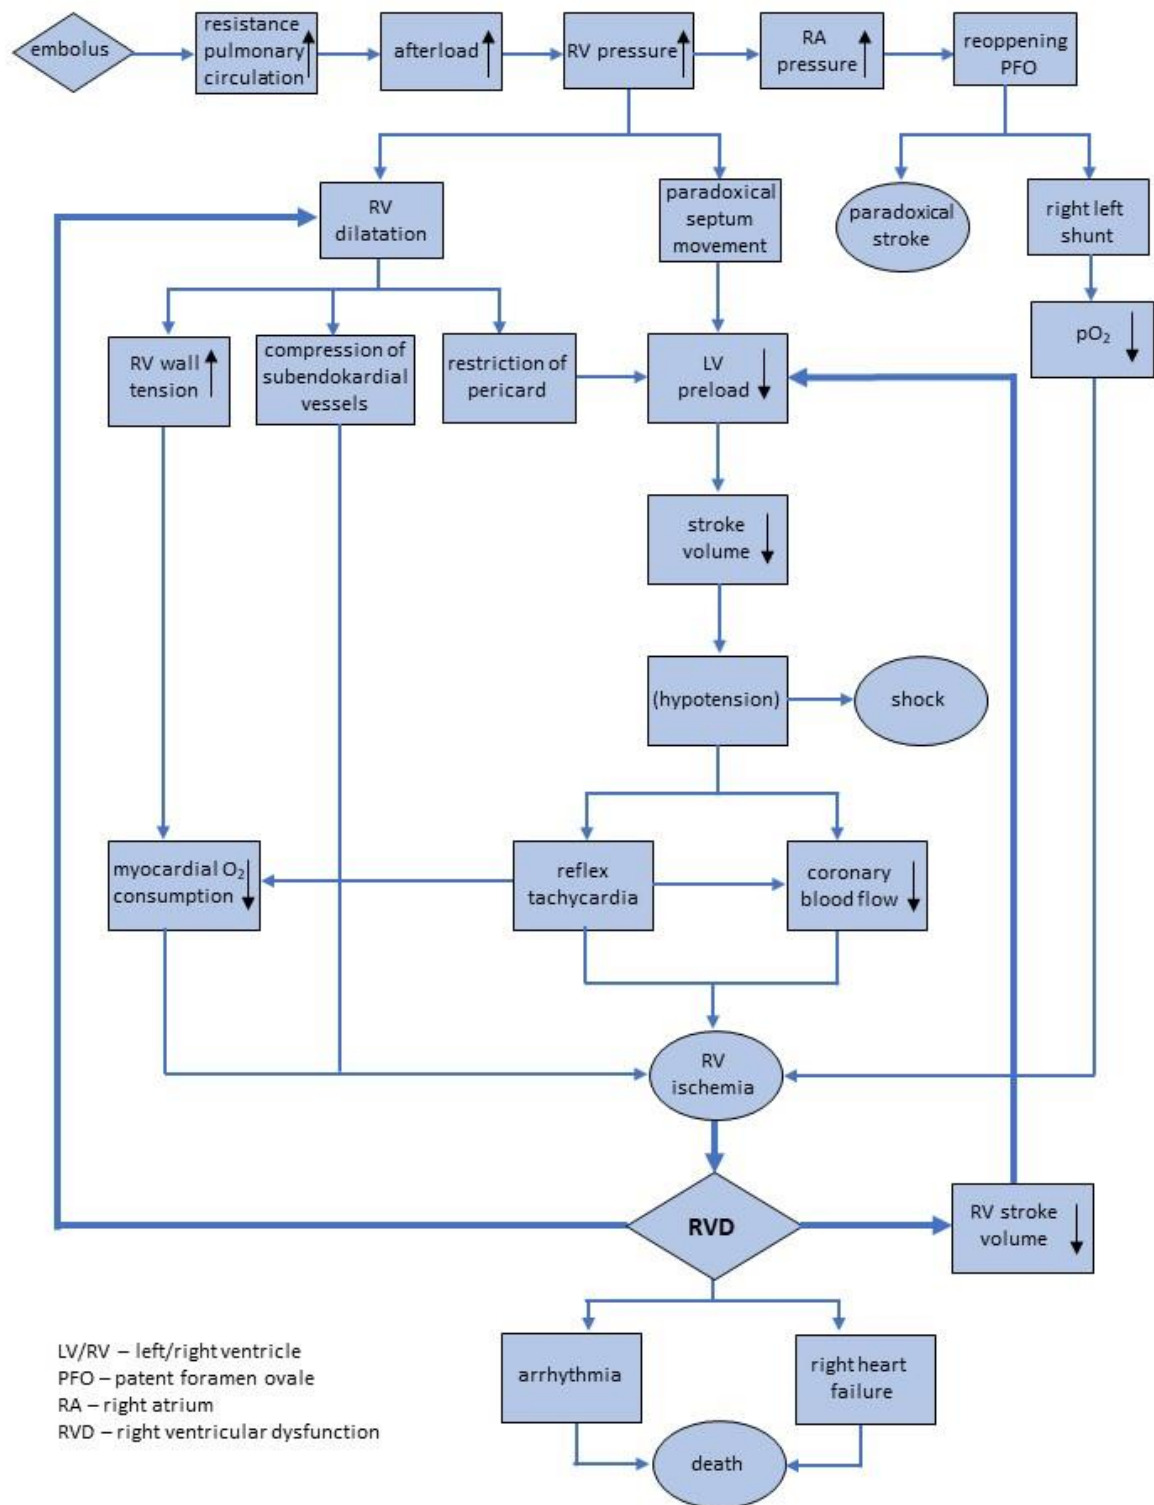 embolus
resistance
pulmonary
circulation
afterload
RV pressure
RA
pressure
reoppening
PFO
RV
dilatation
paradoxical
septum
movement
paradoxical
stroke
right left
shunt
RV wall
tension
compression of
subendokardial
vessels
restriction of
pericard
LV
preload
pO₂
stroke
volume
(hypotension)
shock
myocardial O₂
consumption
reflex
tachycardia
coronary
blood flow
RV
ischemia
RVD
RV stroke
volume
arrhythmia
right heart
failure
death
LV/RV – left/right ventricle
PFO – patent foramen ovale
RA – right atrium
RVD – right ventricular dysfunction